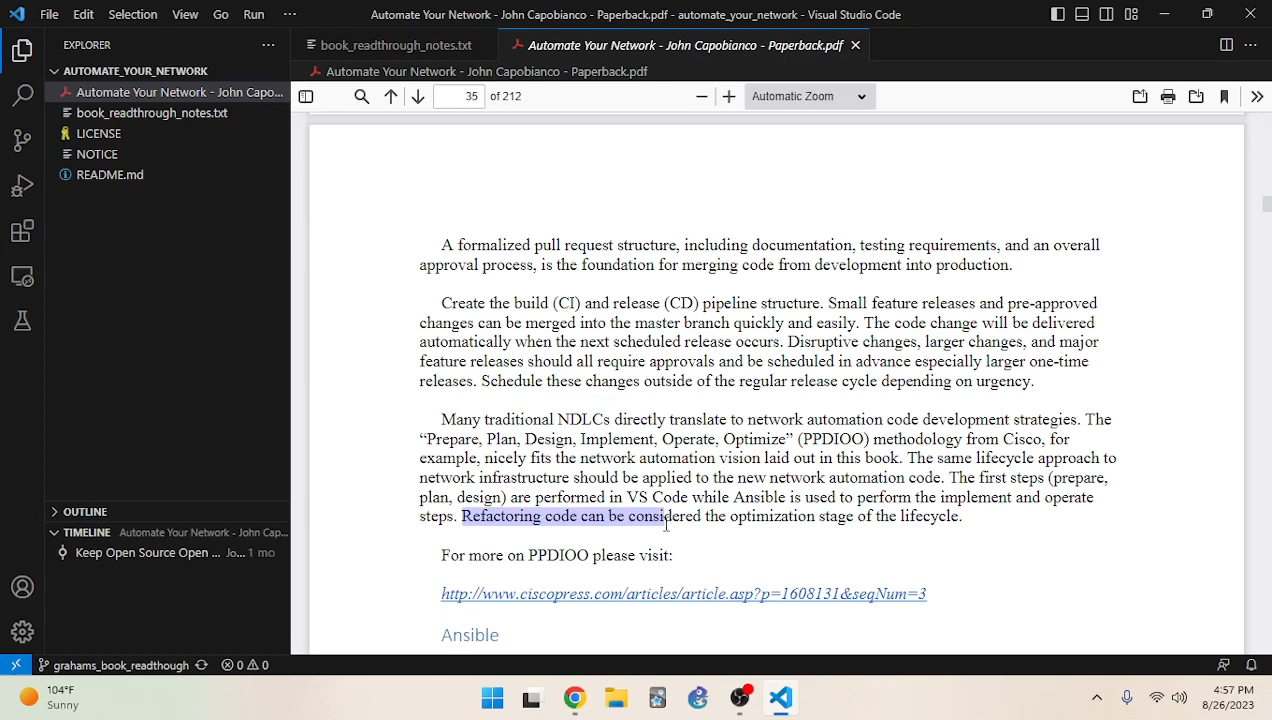 File Edit Selection View Go Run ··· Automate Your Network - John Capobianco - Paperback.pdf - automate_your_network - Visual Studio Code
EXPLORER ···
AUTOMATE_YOUR_NETWORK
Automate Your Network - John Capo...
book_readthrough_notes.txt
LICENSE
NOTICE
README.md
OUTLINE
TIMELINE Automate Your Network - John Cap...
Keep Open Source Open ... Jo... 1 mo
book_readthrough_notes.txt Automate Your Network - John Capobianco - Paperback.pdf
Automate Your Network - John Capobianco - Paperback.pdf
35 of 212 Automatic Zoom
A formalized pull request structure, including documentation, testing requirements, and an overall
approval process, is the foundation for merging code from development into production.
Create the build (CI) and release (CD) pipeline structure. Small feature releases and pre-approved
changes can be merged into the master branch quickly and easily. The code change will be delivered
automatically when the next scheduled release occurs. Disruptive changes, larger changes, and major
feature releases should all require approvals and be scheduled in advance especially larger one-time
releases. Schedule these changes outside of the regular release cycle depending on urgency.
Many traditional NDLCs directly translate to network automation code development strategies. The
“Prepare, Plan, Design, Implement, Operate, Optimize” (PPDIOO) methodology from Cisco, for
example, nicely fits the network automation vision laid out in this book. The same lifecycle approach to
network infrastructure should be applied to the new network automation code. The first steps (prepare,
plan, design) are performed in VS Code while Ansible is used to perform the implement and operate
steps. Refactoring code can be considered the optimization stage of the lifecycle.
For more on PPDIOO please visit:
http://www.ciscopress.com/articles/article.asp?p=1608131&seqNum=3
Ansible
grahams_book_readthough 0 0
104°F
Sunny
4:57 PM
8/26/2023